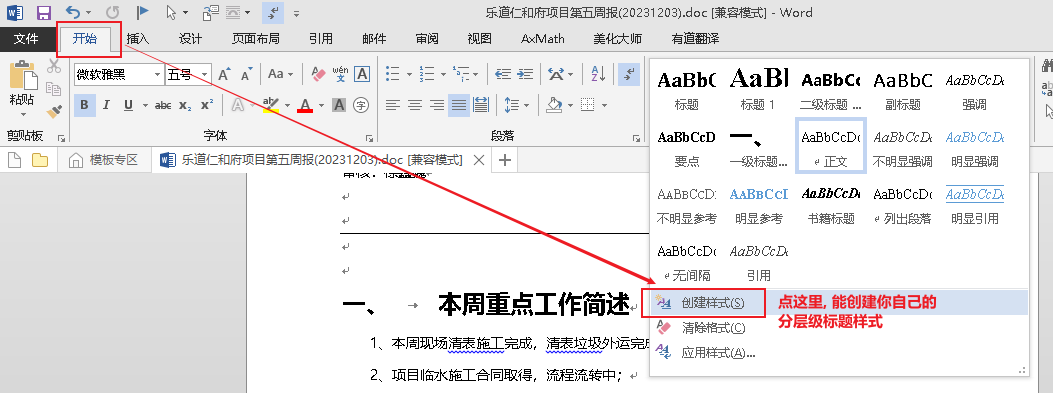 乐道仁和府项目第五周报(20231203).doc [兼容模式] - Word
文件 开始 插入 设计 页面布局 引用 邮件 审阅 视图 AxMath 美化大师 有道翻译
微软雅黑 五号 A A Aa wén 文 A
粘贴
B I U abc x₂ x² A ab A A 字
剪贴板 字体 段落
模板专区 乐道仁和府项目第五周报(20231203).doc [兼容模式]
AaBbC AaBl AaBbCc AaBbC AaBbCcDc
标题 标题 1 二级标题 ... 副标题 强调
AaBbCcD 一、 AaBbCcDc AaBbCcDc AaBbCcDc
要点 一级标题... 正文 不明显强调 明显强调
AaBbCcD AaBbCcD AaBbCcD AaBbCcDc AaBbCcDc
不明显参考 明显参考 书籍标题 列出段落 明显引用
AaBbCcDc AaBbCcDc
无间隔 引用
创建样式(S)
清除格式(C)
应用样式(A)...
点这里, 能创建你自己的
分层级标题样式
一、 本周重点工作简述
1、本周现场清表施工完成，清表垃圾外运完成
2、项目临水施工合同取得，流程流转中；